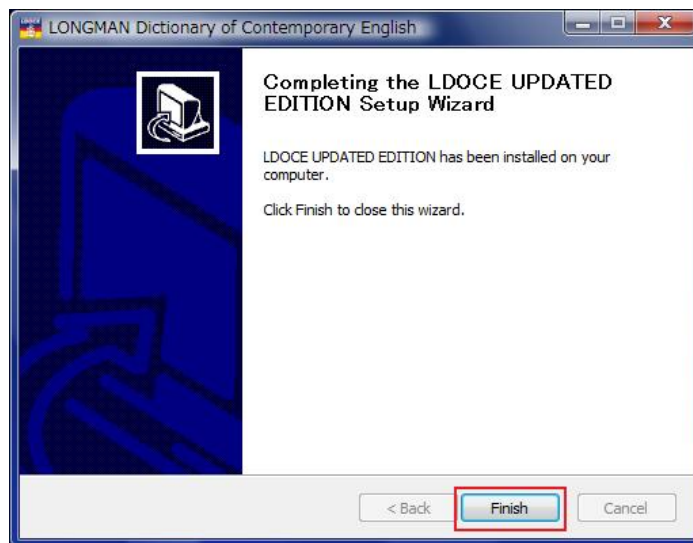 LONGMAN Dictionary of Contemporary English
Completing the LDOCE UPDATED
EDITION Setup Wizard
LDOCE UPDATED EDITION has been installed on your
computer.
Click Finish to close this wizard.
< Back
Finish
Cancel